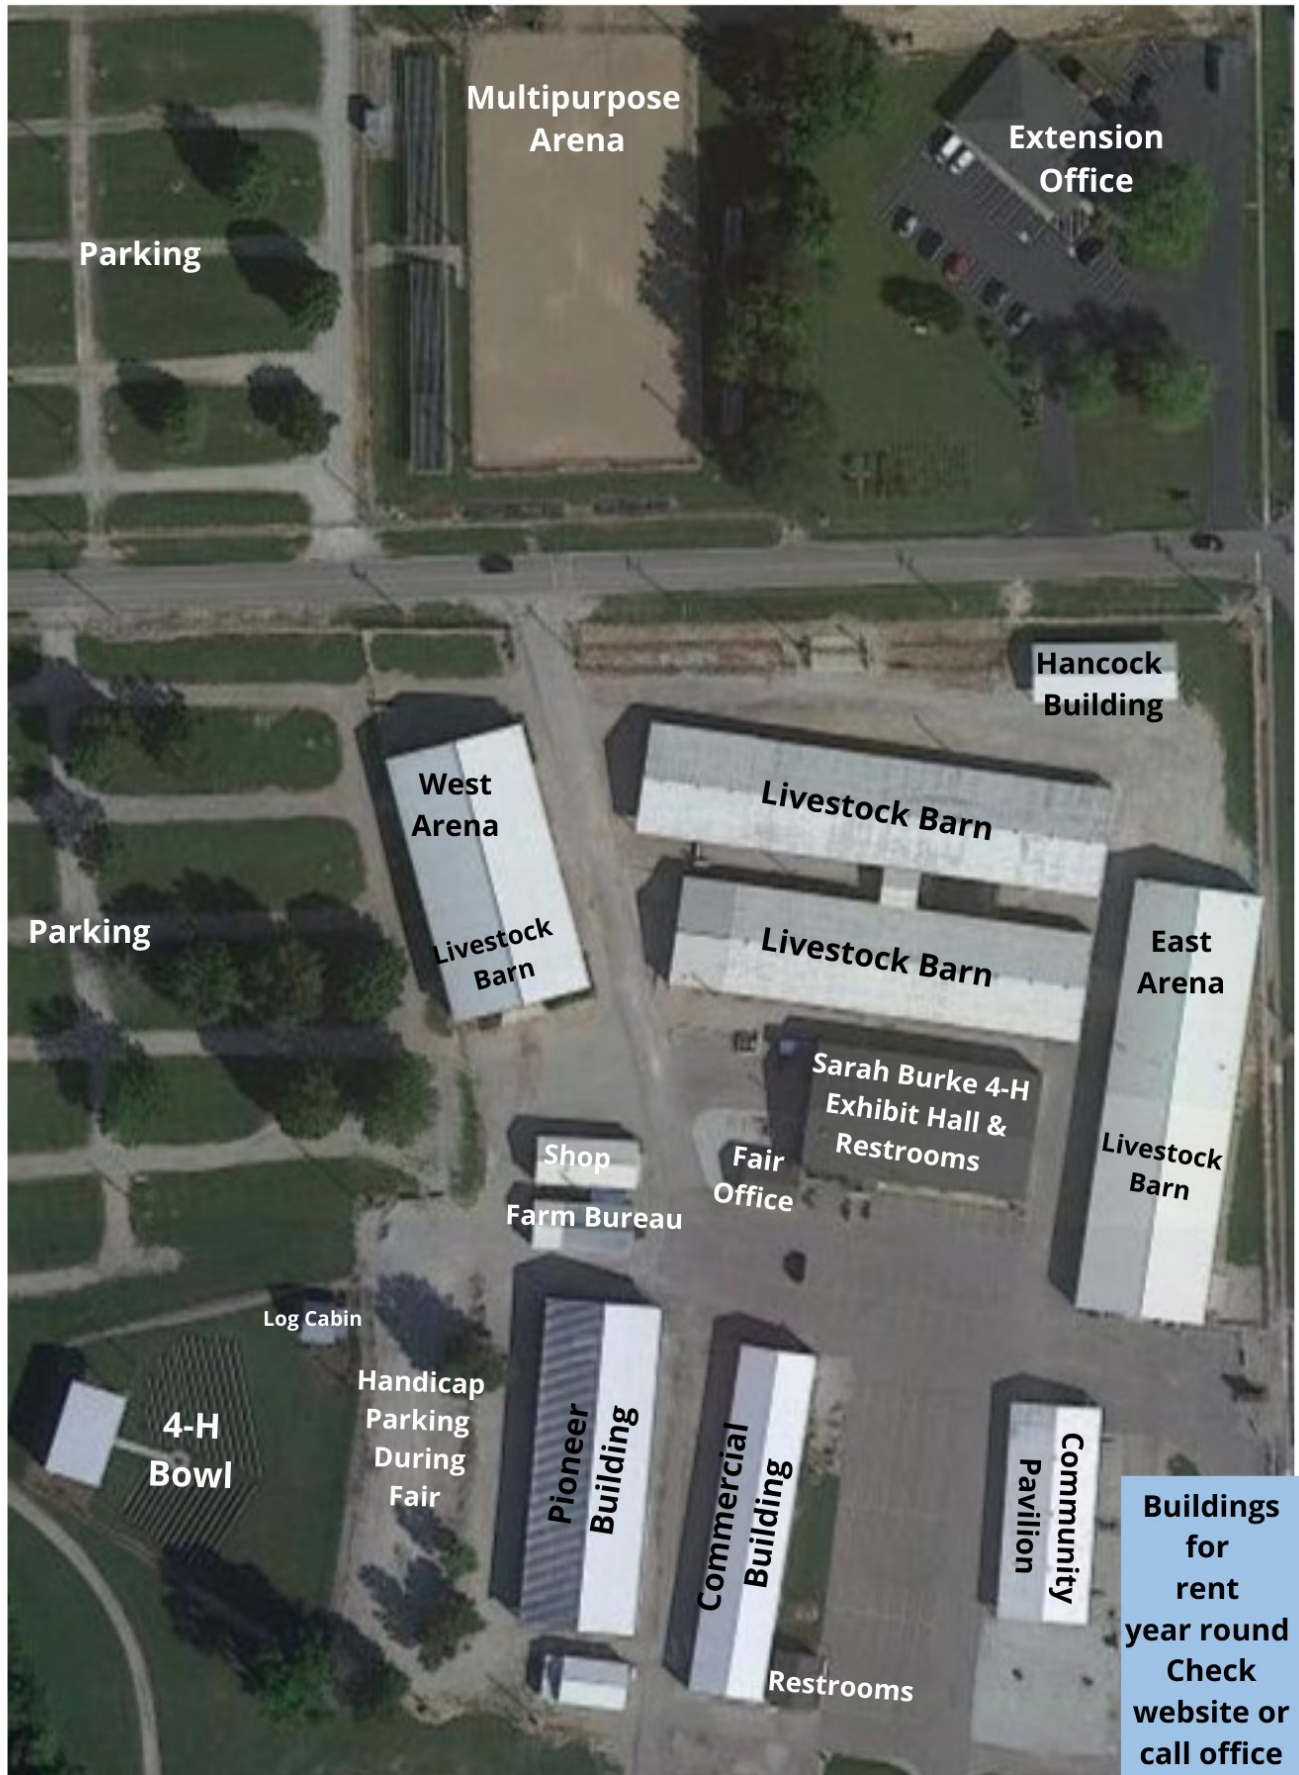 Multipurpose
Arena
Extension
Office
Parking
Hancock
Building
West
Arena
Livestock
Barn
Livestock Barn
Livestock Barn
Parking
East
Arena
Livestock
Barn
Sarah Burke 4-H
Exhibit Hall &
Restrooms
Fair
Office
Shop
Farm Bureau
Log Cabin
4-H
Bowl
Handicap
Parking
During
Fair
Pioneer
Building
Commercial
Building
Community
Pavilion
Restrooms
Buildings
for
rent
year round
Check
website or
call office